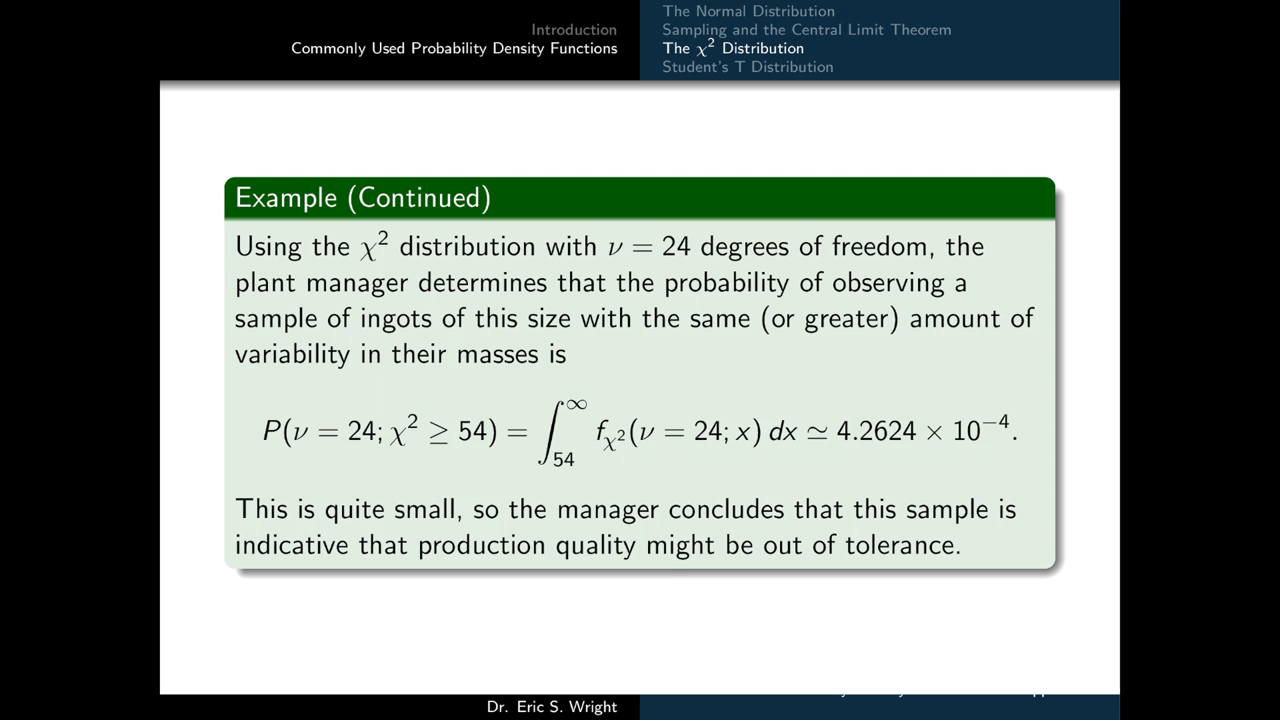 Introduction
Commonly Used Probability Density Functions
The Normal Distribution
Sampling and the Central Limit Theorem
The χ² Distribution
Student's T Distribution
Example (Continued)
Using the χ² distribution with ν = 24 degrees of freedom, the
plant manager determines that the probability of observing a
sample of ingots of this size with the same (or greater) amount of
variability in their masses is
P(ν = 24; χ² ≥ 54) = ∫₅₄^∞ f_χ²(ν = 24; x) dx ≃ 4.2624 × 10⁻⁴.
This is quite small, so the manager concludes that this sample is
indicative that production quality might be out of tolerance.
Dr. Eric S. Wright